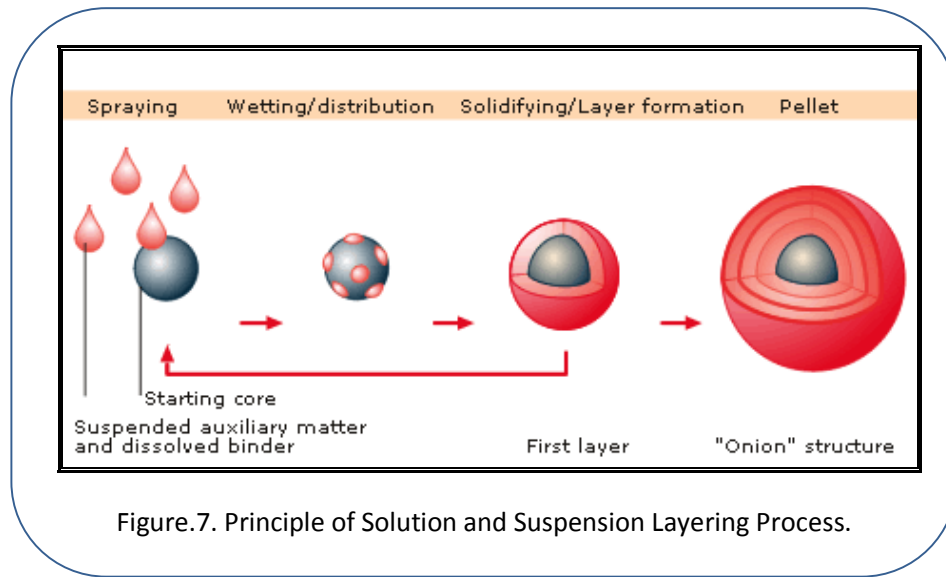 Spraying Wetting/distribution Solidifying/Layer formation Pellet
Starting core
Suspended auxiliary matter
and dissolved binder
First layer
"Onion" structure
Figure.7. Principle of Solution and Suspension Layering Process.